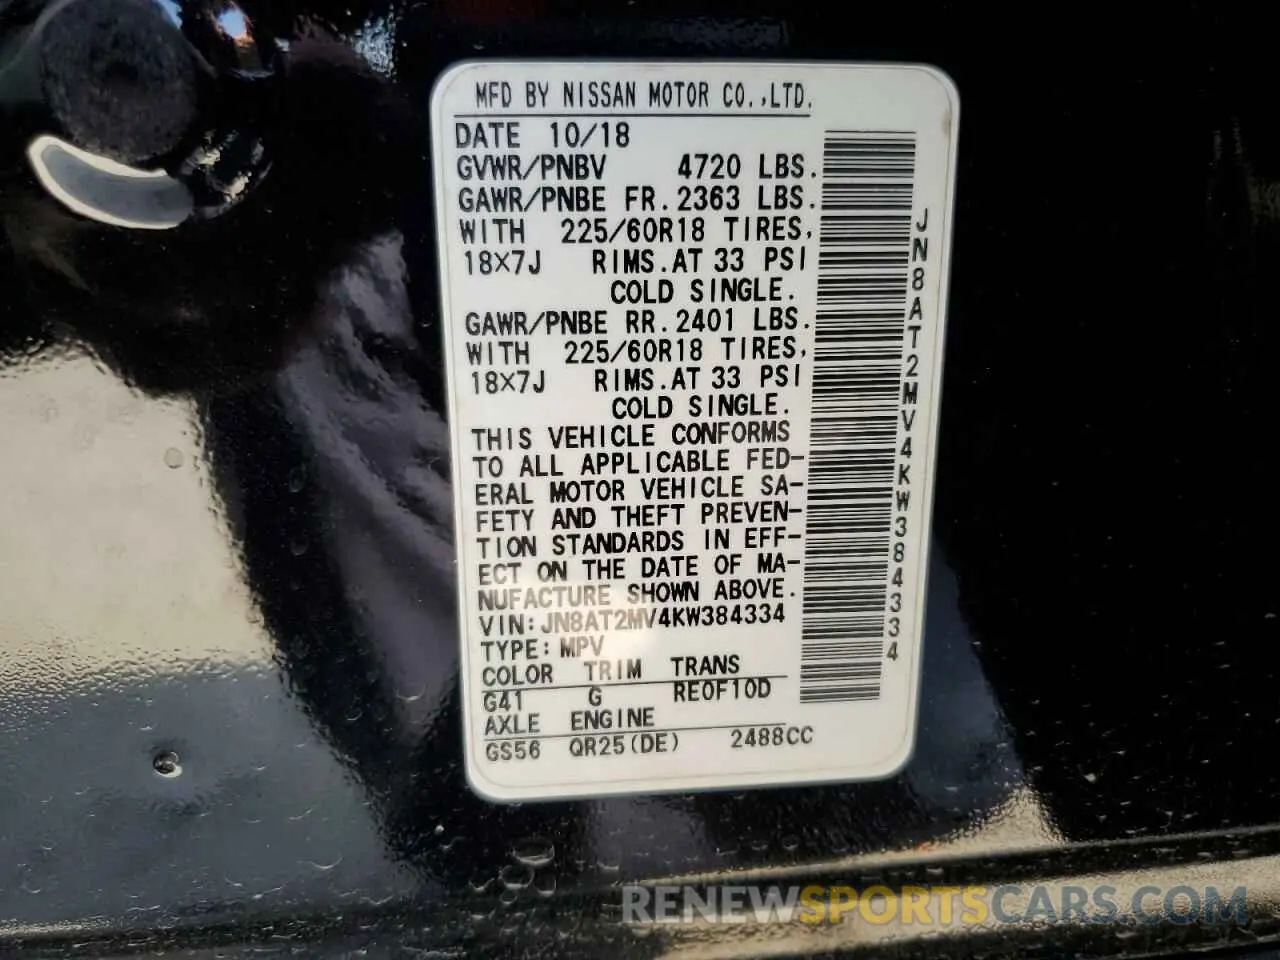 MFD BY NISSAN MOTOR CO.,LTD.
DATE 10/18
GVWR/PNBV 4720 LBS.
GAWR/PNBE FR.2363 LBS.
WITH 225/60R18 TIRES,
18×7J RIMS.AT 33 PSI
COLD SINGLE.
GAWR/PNBE RR.2401 LBS.
WITH 225/60R18 TIRES,
18×7J RIMS.AT 33 PSI
COLD SINGLE.
THIS VEHICLE CONFORMS
TO ALL APPLICABLE FED-
ERAL MOTOR VEHICLE SA-
FETY AND THEFT PREVEN-
TION STANDARDS IN EFF-
ECT ON THE DATE OF MA-
NUFACTURE SHOWN ABOVE.
VIN:JN8AT2MV4KW384334
TYPE:MPV
COLOR TRIM TRANS
G41 G RE0F10D
AXLE ENGINE
GS56 QR25(DE) 2488CC
JN8AT2MV4KW384334
RENEWSPORTSCARS.COM